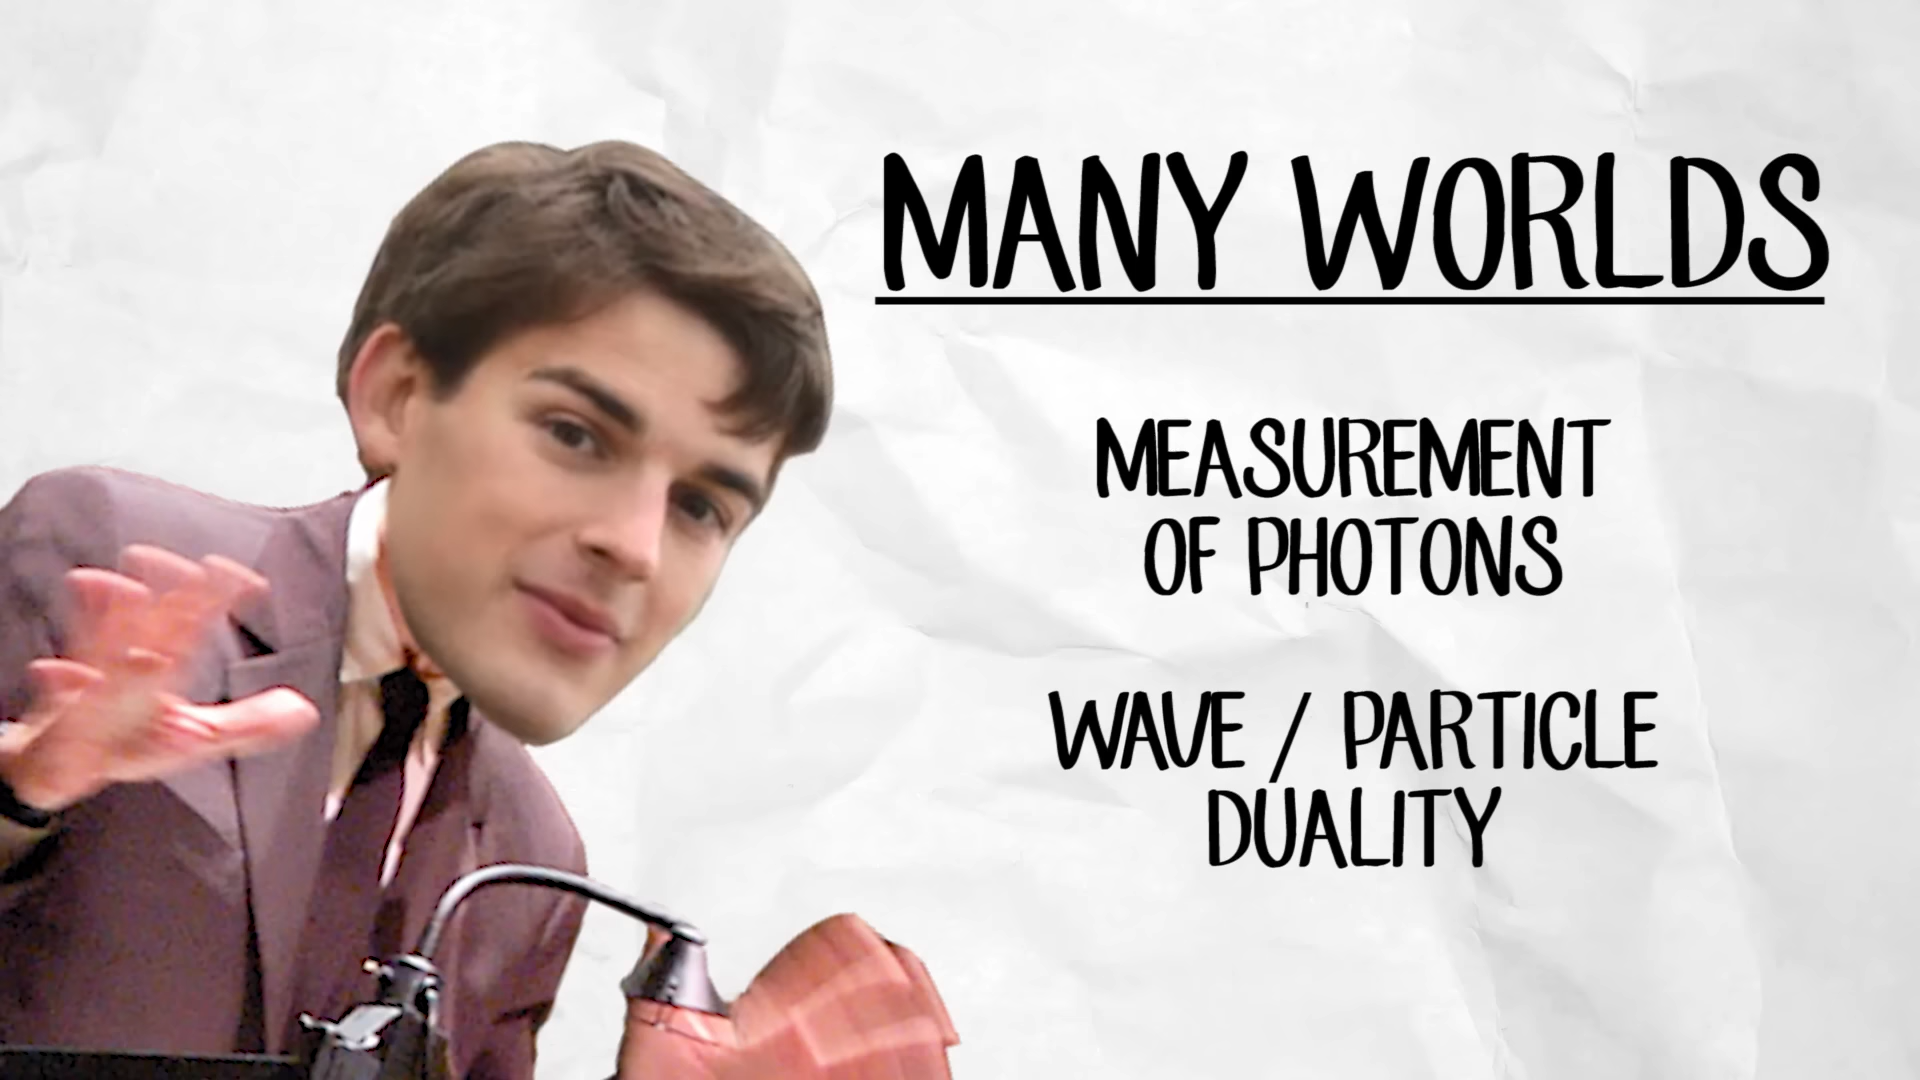 MANY WORLDS
MEASUREMENT
OF PHOTONS
WAVE / PARTICLE
DUALITY